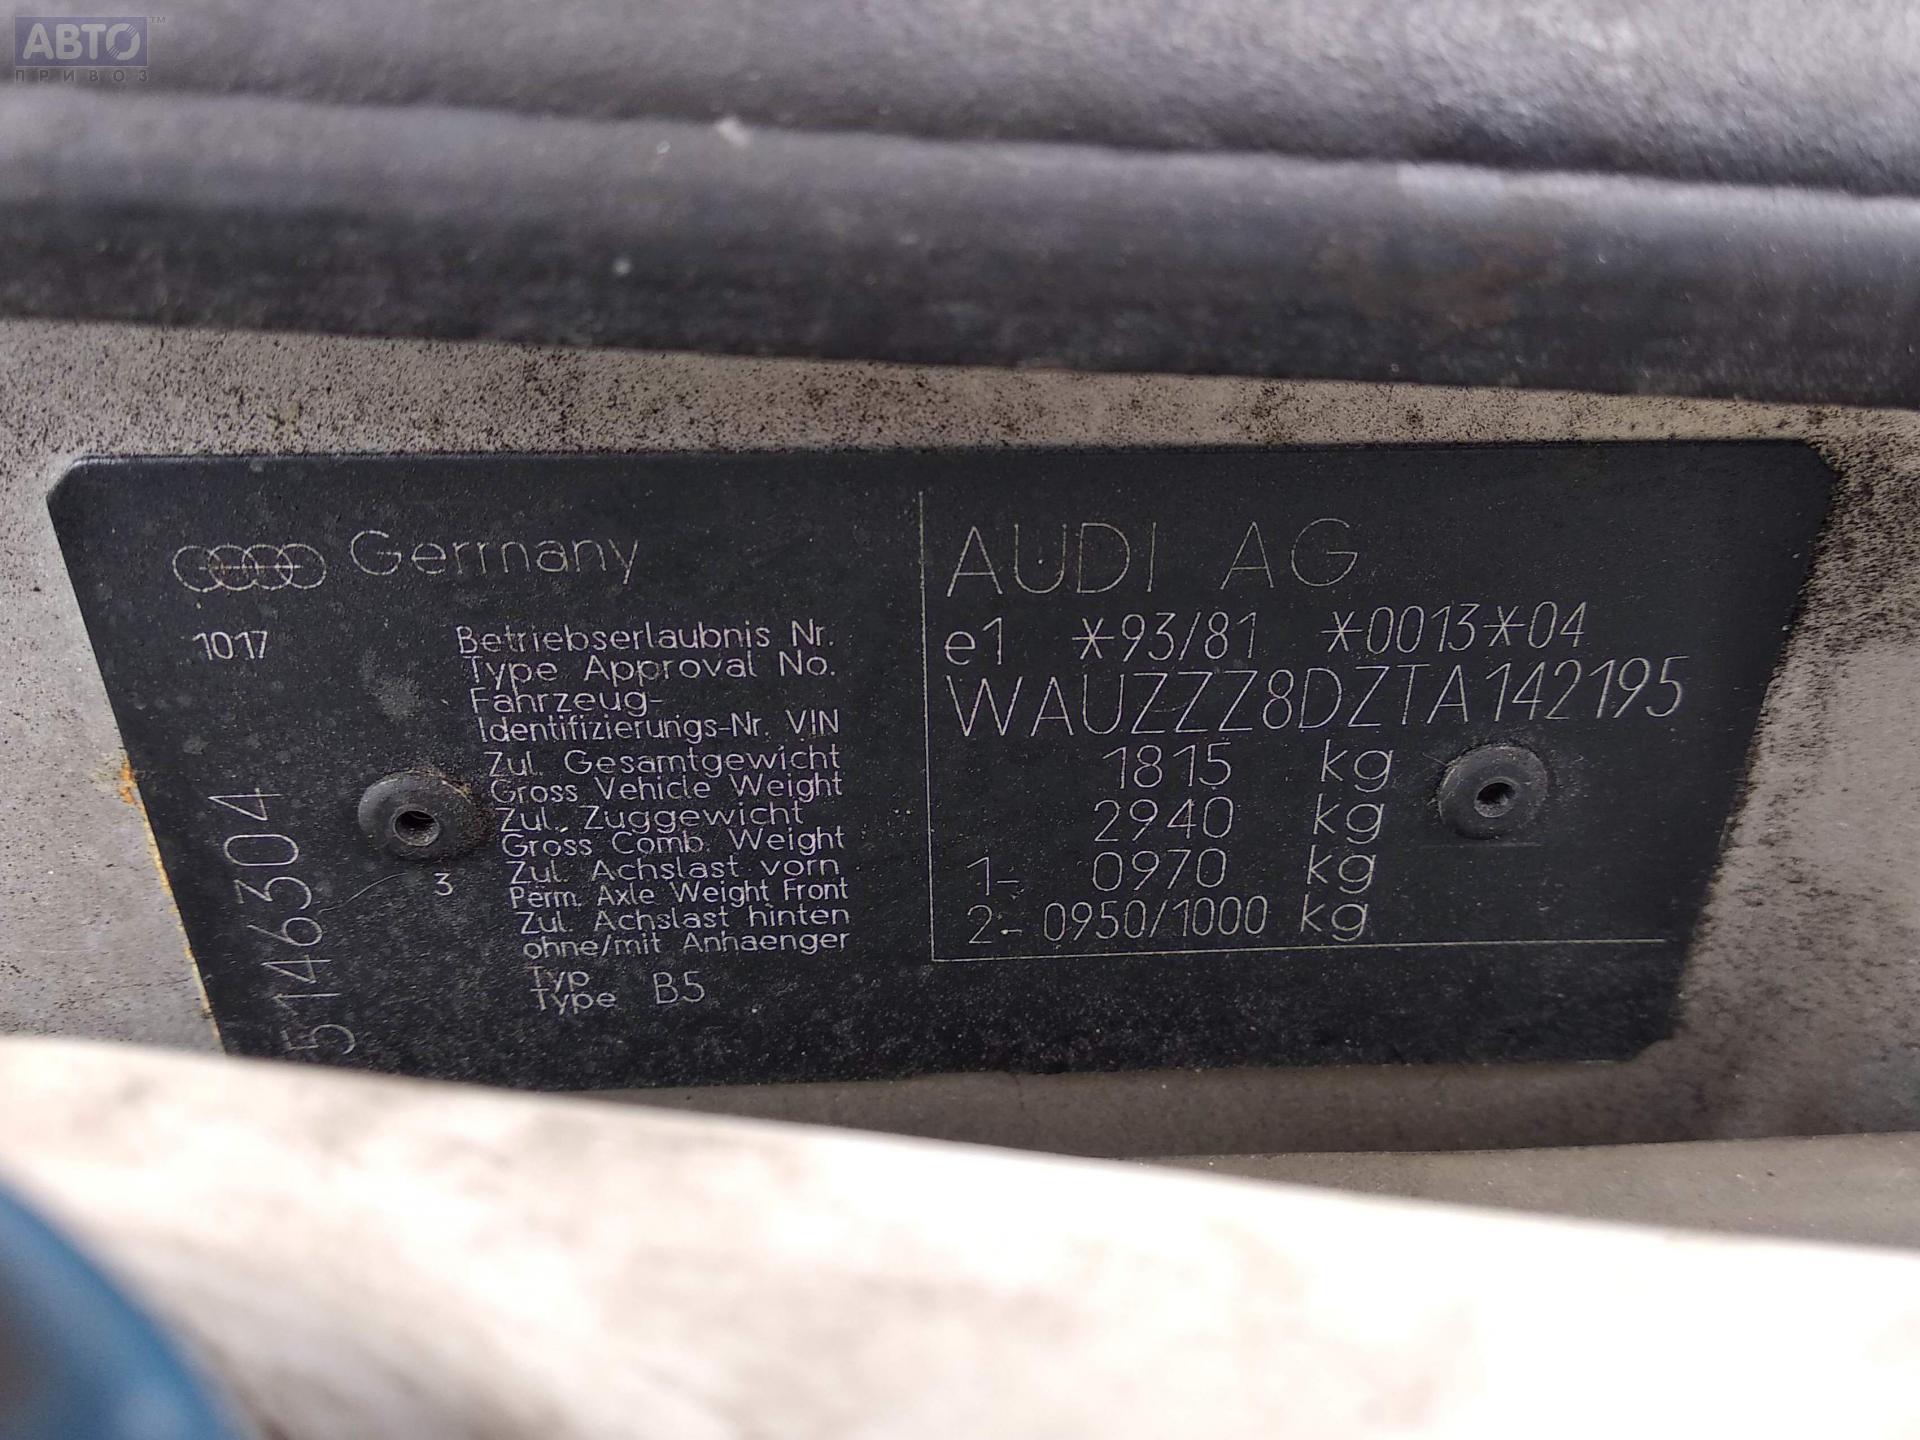 АВТО™
ПРИВОЗ
Germany
1017
Betriebserlaubnis Nr.
Type Approval No.
Fahrzeug-
Identifizierungs-Nr. VIN
Zul. Gesamtgewicht
Gross Vehicle Weight
Zul. Zuggewicht
Gross Comb. Weight
Zul. Achslast vorn
3 Perm. Axle Weight Front
Zul. Achslast hinten
ohne/mit Anhaenger
Typ
Type B5
5146304
AUDI AG
e1 *93/81 *0013*04
WAUZZZ8DZTA142195
1815 kg
2940 kg
1- 0970 kg
2- 0950/1000 kg